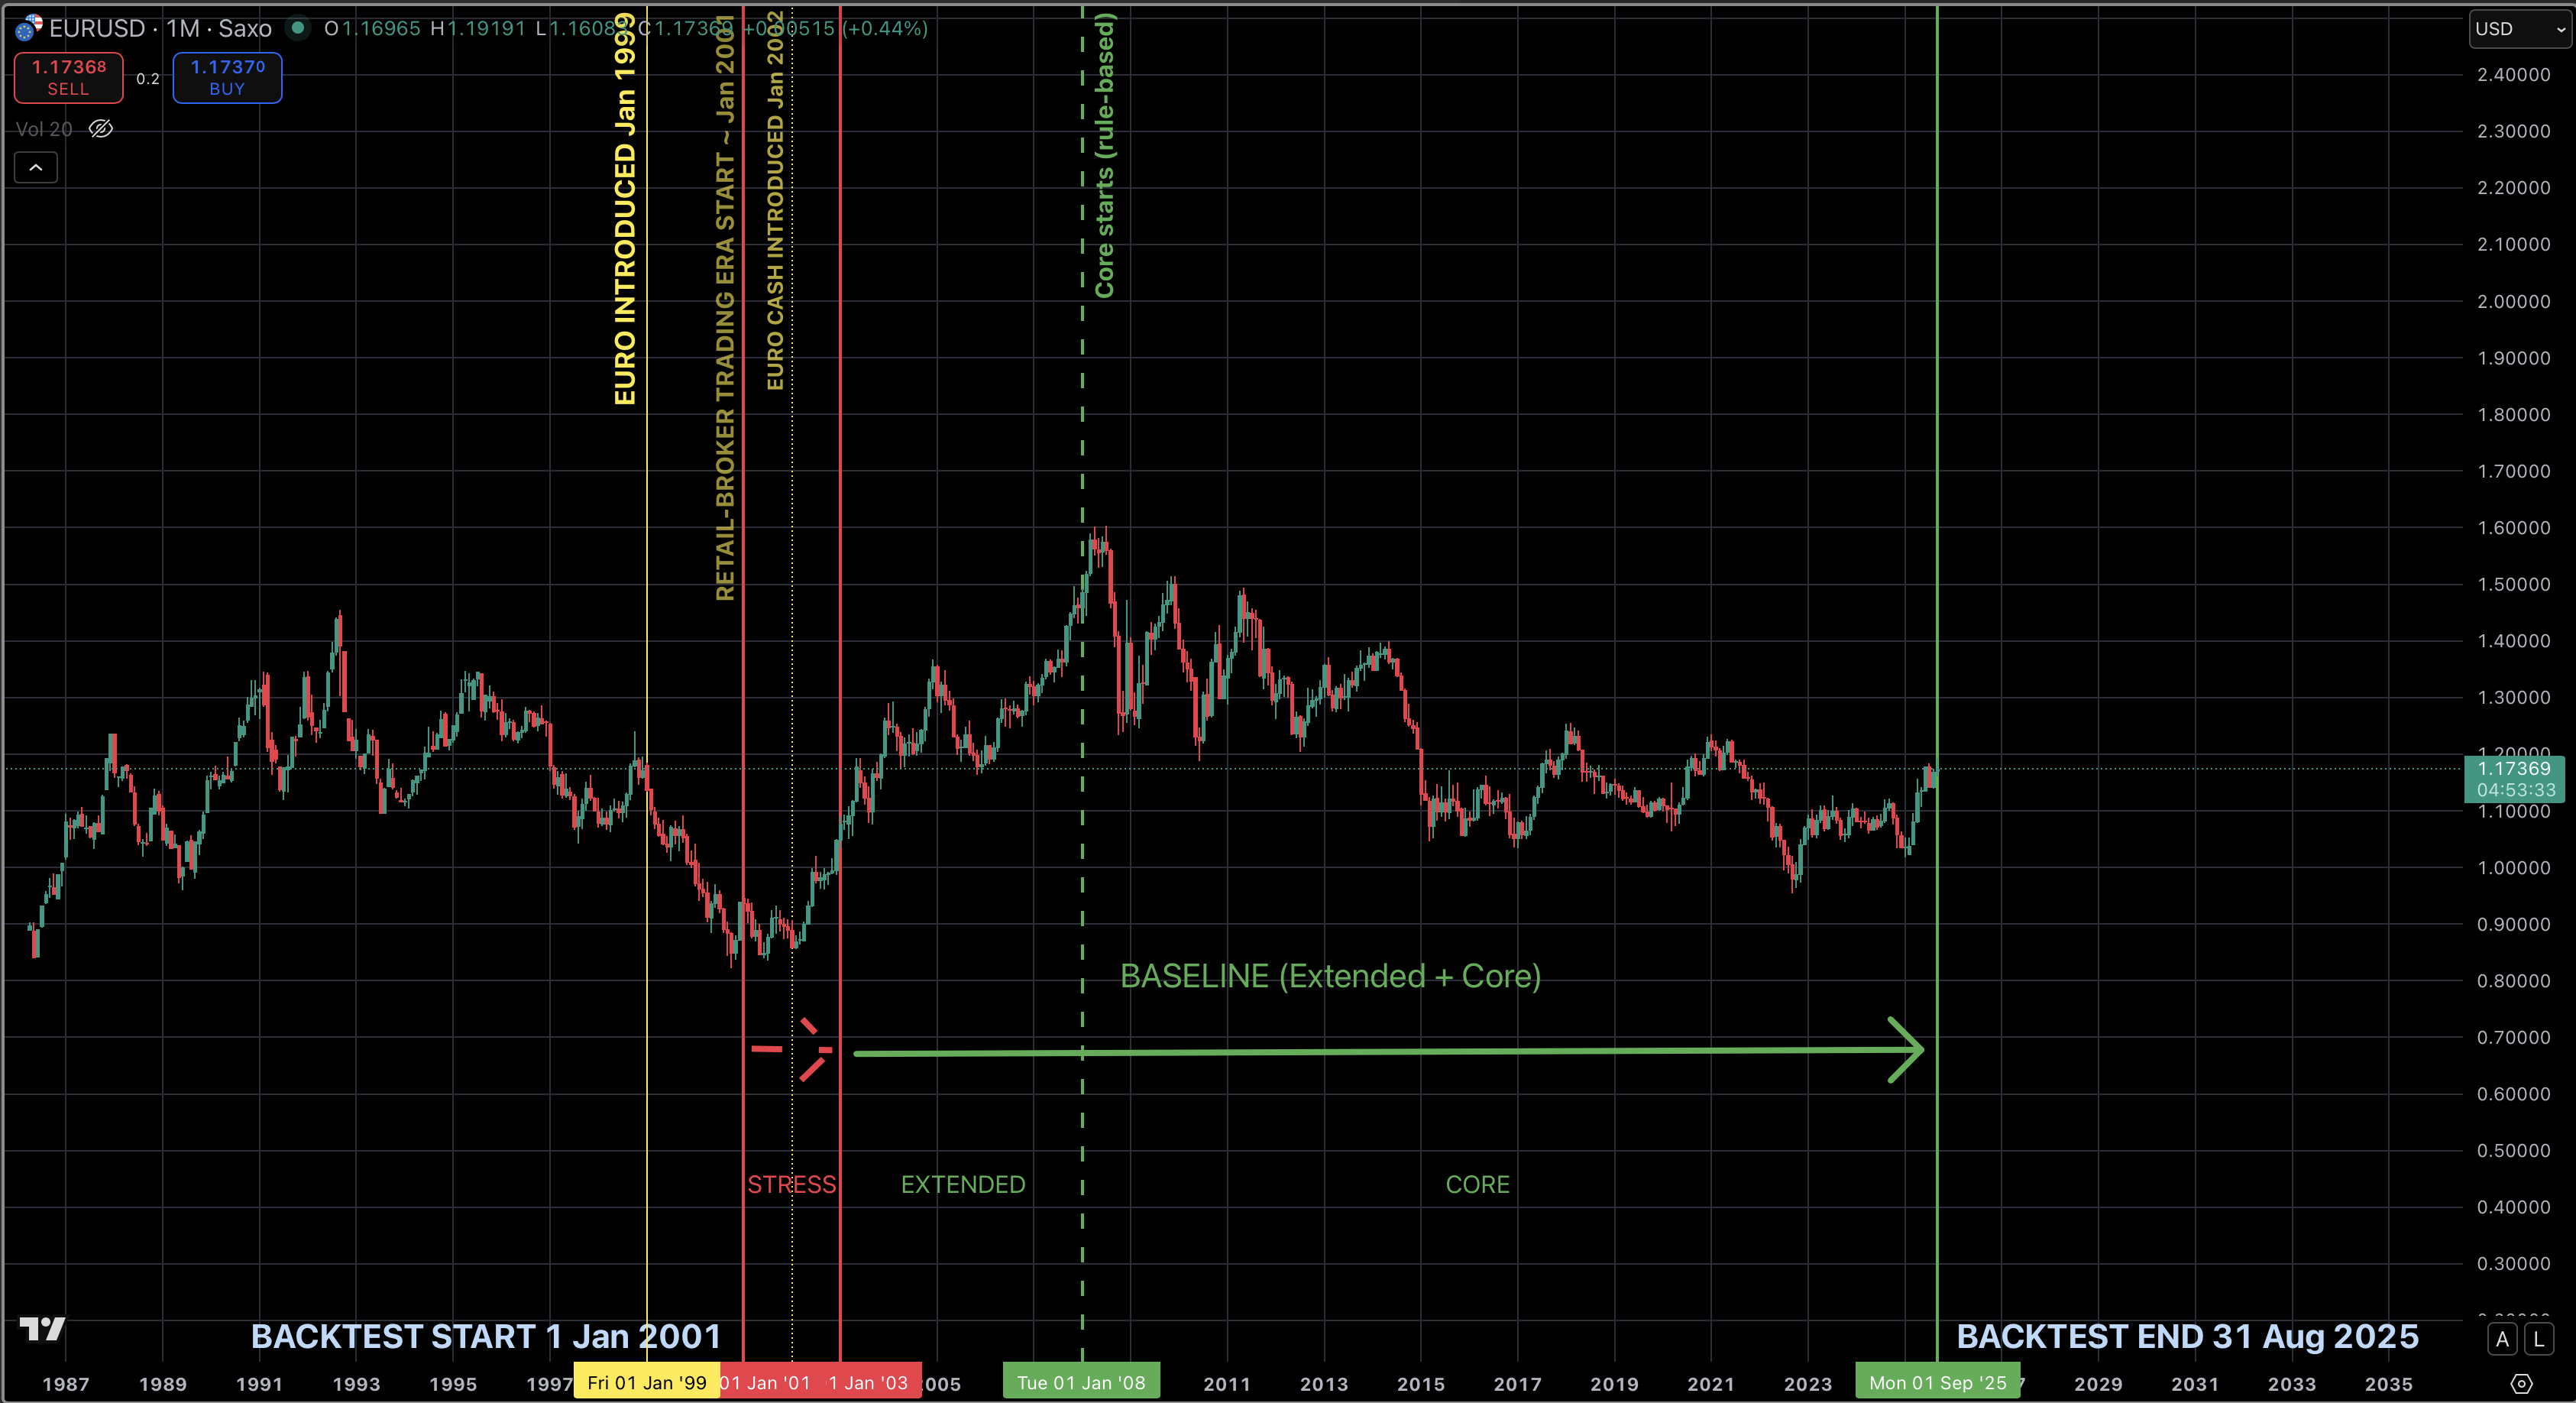 EURUSD · 1M · Saxo
O1.16965 H1.19191 L1.1608 C1.17369 +0.00515 (+0.44%)
USD
1.17368
SELL
0.2
1.17370
BUY
Vol 20
EURO INTRODUCED Jan 1999
RETAIL-BROKER TRADING ERA START ~ Jan 2001
EURO CASH INTRODUCED Jan 2002
Core starts (rule-based)
2.40000
2.30000
2.20000
2.10000
2.00000
1.90000
1.80000
1.70000
1.60000
1.50000
1.40000
1.30000
1.20000
1.17369
04:53:33
1.10000
1.00000
0.90000
0.80000
0.70000
0.60000
0.50000
0.40000
0.30000
BASELINE (Extended + Core)
STRESS
EXTENDED
CORE
BACKTEST START 1 Jan 2001
BACKTEST END 31 Aug 2025
A
L
1987
1989
1991
1993
1995
1997
Fri 01 Jan '99
01 Jan '01
1 Jan '03
005
Tue 01 Jan '08
2011
2013
2015
2017
2019
2021
2023
Mon 01 Sep '25
2029
2031
2033
2035